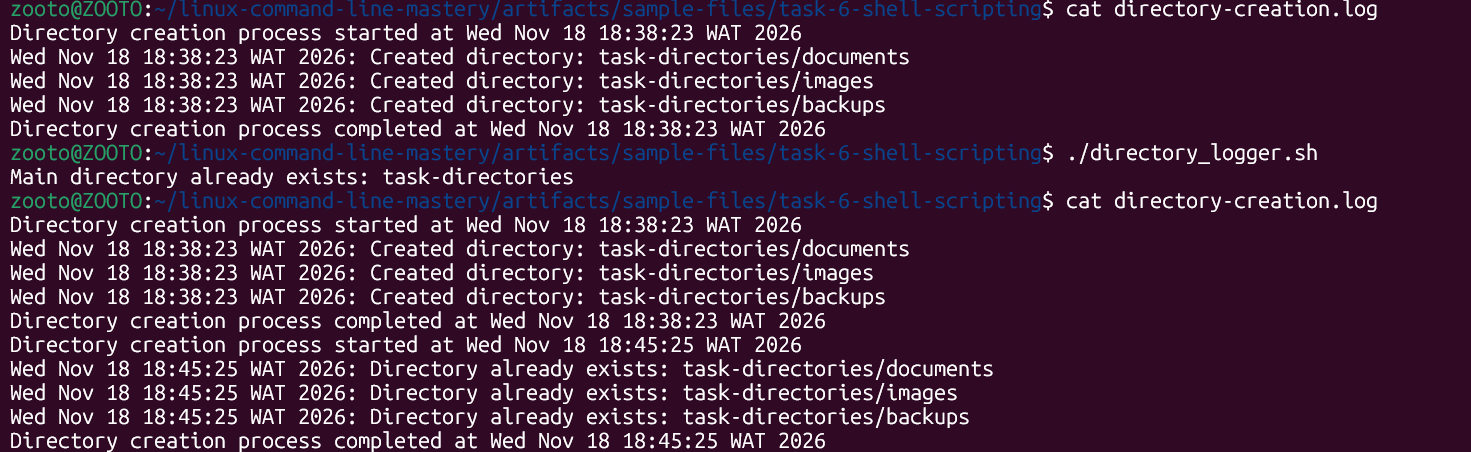 zooto@ZOOTO:~/linux-command-line-mastery/artifacts/sample-files/task-6-shell-scripting$ cat directory-creation.log
Directory creation process started at Wed Nov 18 18:38:23 WAT 2026
Wed Nov 18 18:38:23 WAT 2026: Created directory: task-directories/documents
Wed Nov 18 18:38:23 WAT 2026: Created directory: task-directories/images
Wed Nov 18 18:38:23 WAT 2026: Created directory: task-directories/backups
Directory creation process completed at Wed Nov 18 18:38:23 WAT 2026
zooto@ZOOTO:~/linux-command-line-mastery/artifacts/sample-files/task-6-shell-scripting$ ./directory_logger.sh
Main directory already exists: task-directories
zooto@ZOOTO:~/linux-command-line-mastery/artifacts/sample-files/task-6-shell-scripting$ cat directory-creation.log
Directory creation process started at Wed Nov 18 18:38:23 WAT 2026
Wed Nov 18 18:38:23 WAT 2026: Created directory: task-directories/documents
Wed Nov 18 18:38:23 WAT 2026: Created directory: task-directories/images
Wed Nov 18 18:38:23 WAT 2026: Created directory: task-directories/backups
Directory creation process completed at Wed Nov 18 18:38:23 WAT 2026
Directory creation process started at Wed Nov 18 18:45:25 WAT 2026
Wed Nov 18 18:45:25 WAT 2026: Directory already exists: task-directories/documents
Wed Nov 18 18:45:25 WAT 2026: Directory already exists: task-directories/images
Wed Nov 18 18:45:25 WAT 2026: Directory already exists: task-directories/backups
Directory creation process completed at Wed Nov 18 18:45:25 WAT 2026